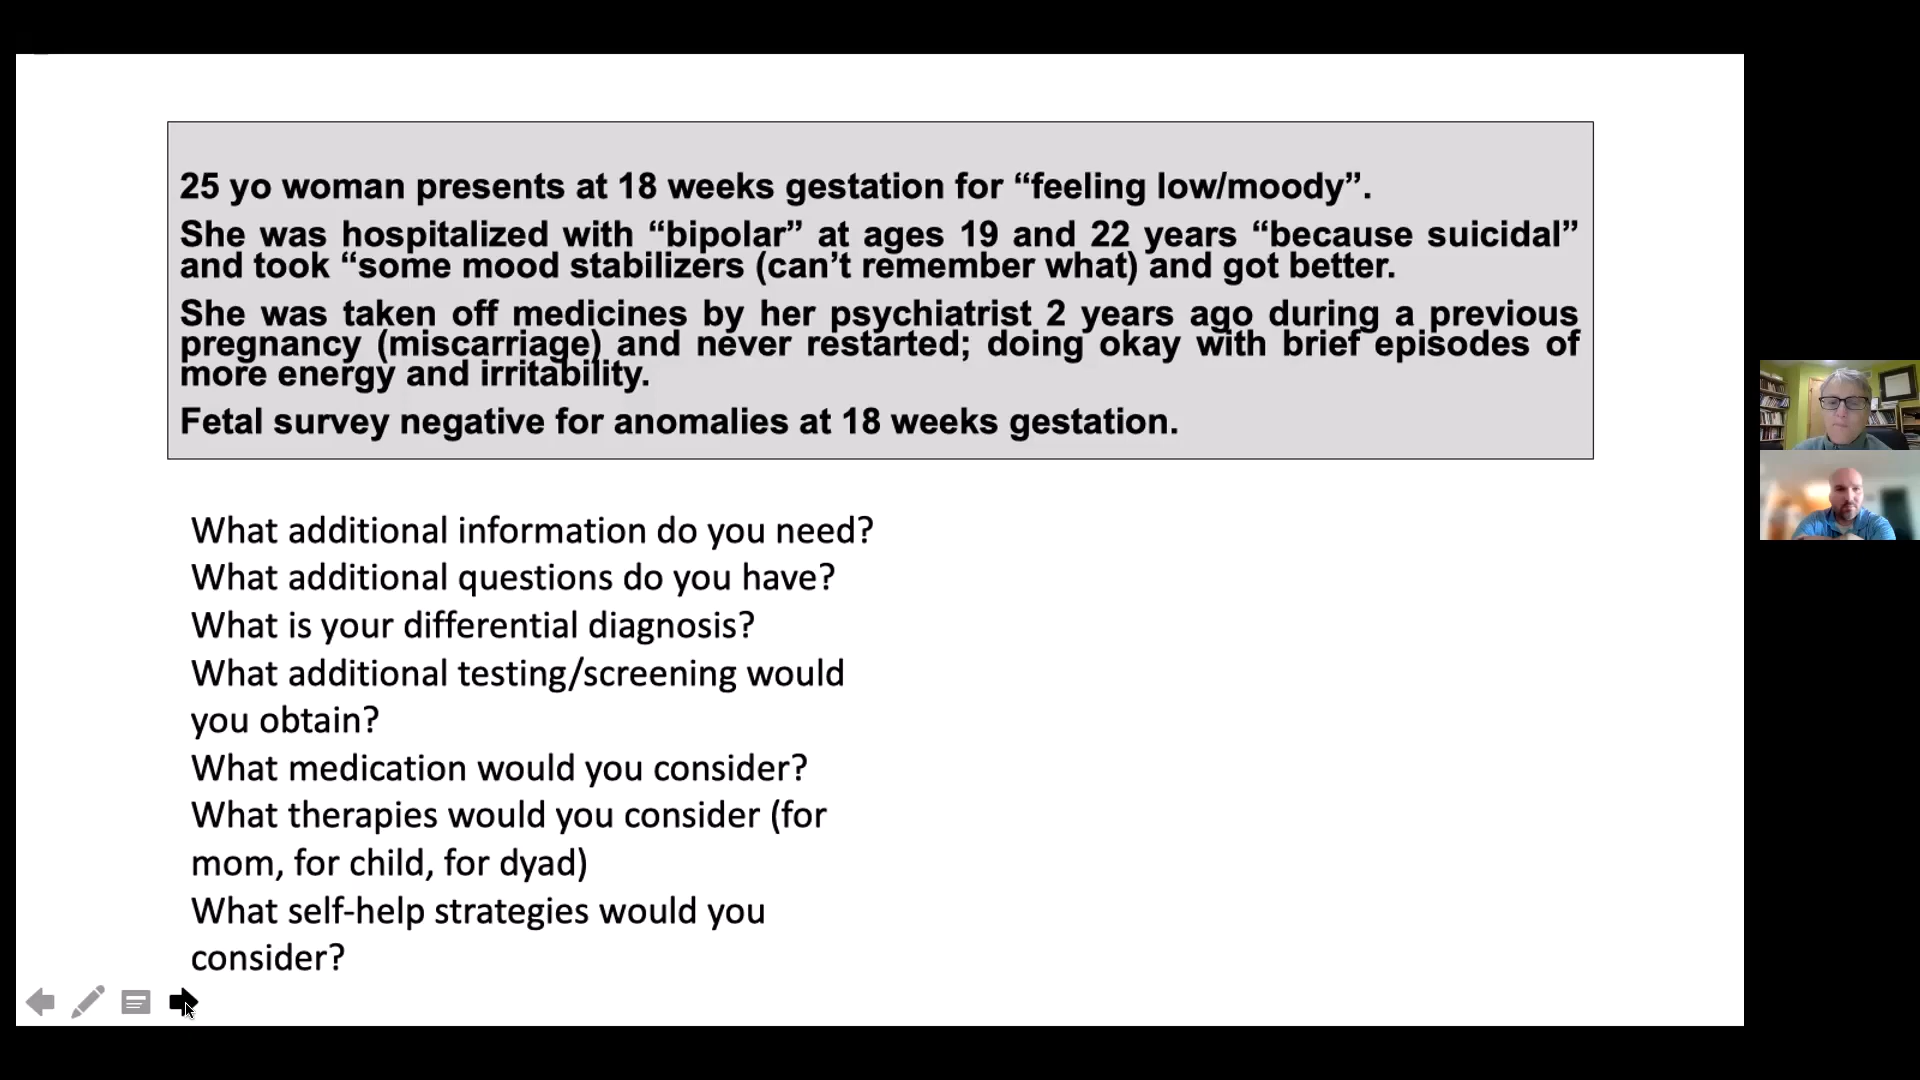 25 yo woman presents at 18 weeks gestation for “feeling low/moody”.
She was hospitalized with “bipolar” at ages 19 and 22 years “because suicidal”
and took “some mood stabilizers (can’t remember what) and got better.
She was taken off medicines by her psychiatrist 2 years ago during a previous
pregnancy (miscarriage) and never restarted; doing okay with brief episodes of
more energy and irritability.
Fetal survey negative for anomalies at 18 weeks gestation.
What additional information do you need?
What additional questions do you have?
What is your differential diagnosis?
What additional testing/screening would
you obtain?
What medication would you consider?
What therapies would you consider (for
mom, for child, for dyad)
What self-help strategies would you
consider?